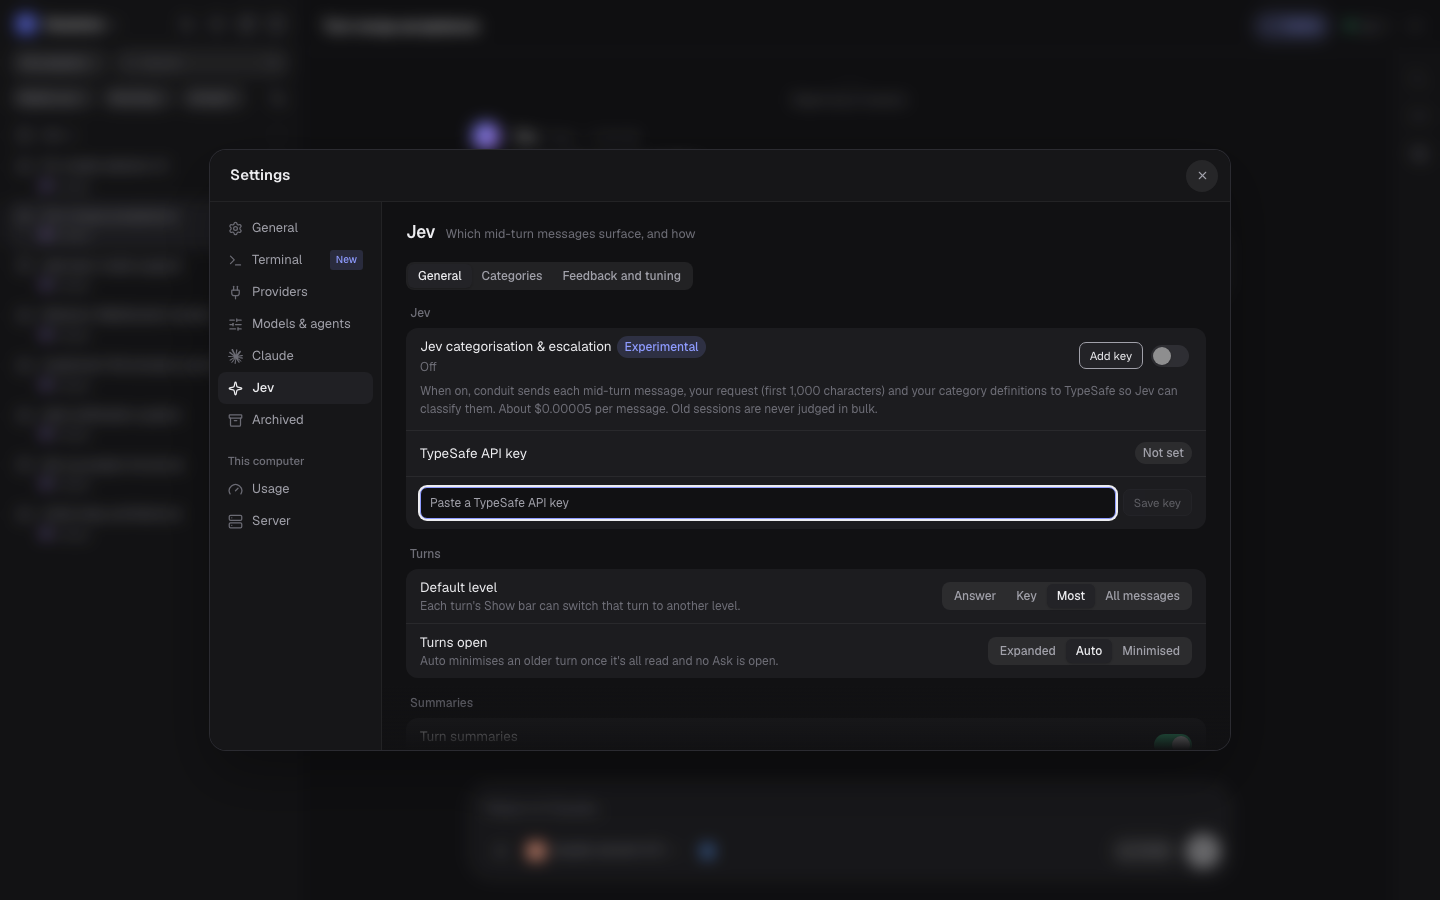 Settings
General
Terminal New
Providers
Models & agents
Claude
Jev
Archived
This computer
Usage
Server
Jev Which mid-turn messages surface, and how
General Categories Feedback and tuning
Jev
Jev categorisation & escalation Experimental
Off
Add key
When on, conduit sends each mid-turn message, your request (first 1,000 characters) and your category definitions to TypeSafe so Jev can
classify them. About $0.00005 per message. Old sessions are never judged in bulk.
TypeSafe API key Not set
Paste a TypeSafe API key Save key
Turns
Default level
Each turn's Show bar can switch that turn to another level.
Answer Key Most All messages
Turns open
Auto minimises an older turn once it's all read and no Ask is open.
Expanded Auto Minimised
Summaries
Turn summaries